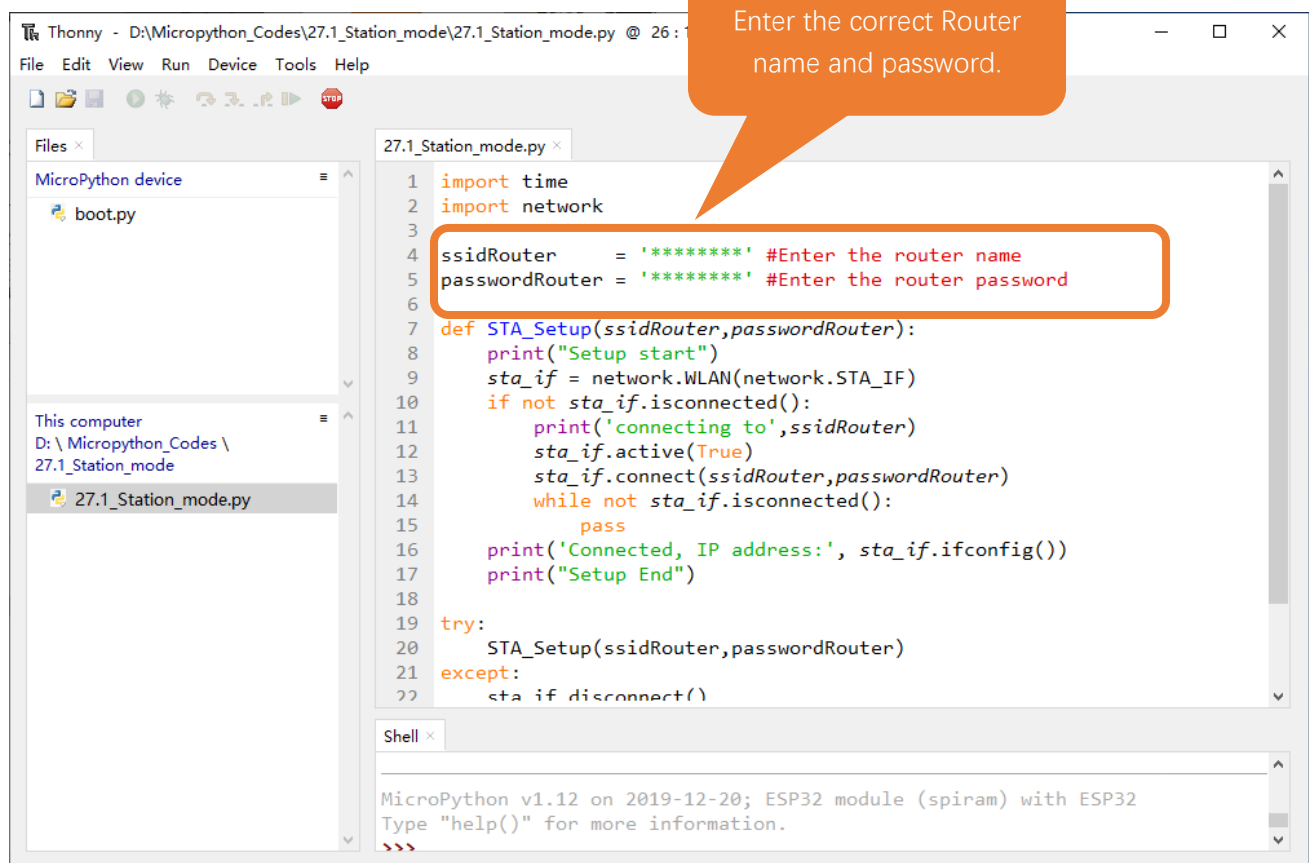 Thonny - D:\Micropython_Codes\27.1_Station_mode\27.1_Station_mode.py @ 26 : 1
Enter the correct Router
name and password.
File Edit View Run Device Tools Help
STOP
Files
MicroPython device
boot.py
This computer
D: \ Micropython_Codes \
27.1_Station_mode
27.1_Station_mode.py
27.1_Station_mode.py
1 import time
2 import network
3
4 ssidRouter     = '********' #Enter the router name
5 passwordRouter = '********' #Enter the router password
6
7 def STA_Setup(ssidRouter,passwordRouter):
8     print("Setup start")
9     sta_if = network.WLAN(network.STA_IF)
10     if not sta_if.isconnected():
11         print('connecting to',ssidRouter)
12         sta_if.active(True)
13         sta_if.connect(ssidRouter,passwordRouter)
14         while not sta_if.isconnected():
15             pass
16     print('Connected, IP address:', sta_if.ifconfig())
17     print("Setup End")
18
19 try:
20     STA_Setup(ssidRouter,passwordRouter)
21 except:
22     sta_if.disconnect()
Shell
MicroPython v1.12 on 2019-12-20; ESP32 module (spiram) with ESP32
Type "help()" for more information.
>>>